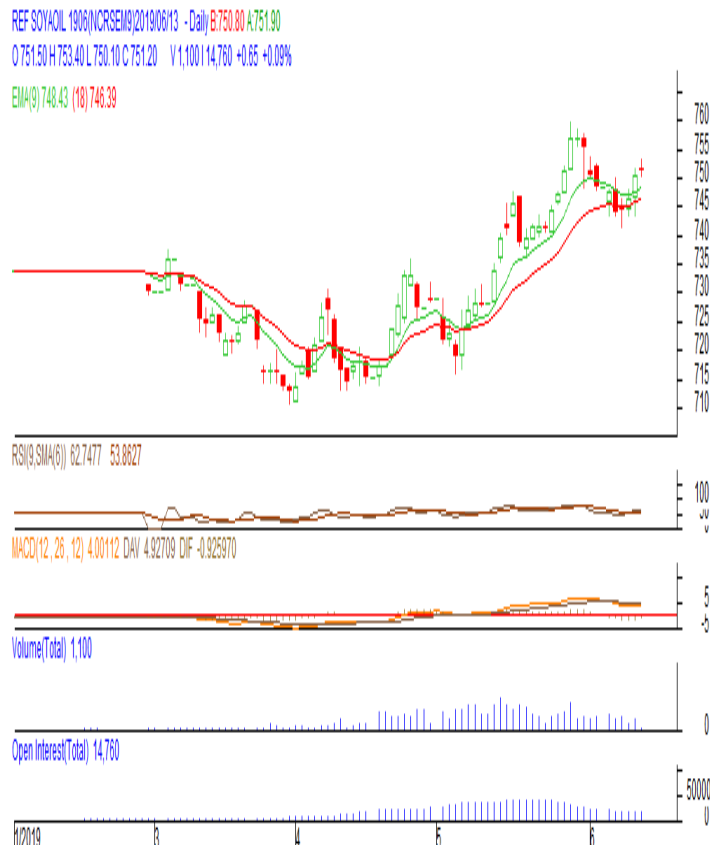 REF SOYAOIL 1906(NCRSEM9)2019/06/13 - Daily B:750.80 A:751.90
O 751.50 H 753.40 L 750.10 C 751.20 V 1,100 I 14,760 +0.65 +0.09%
EMA(9) 748.43 (18) 746.39
760
755
750
745
740
735
730
725
720
715
710
RSI(9,SMA(6)) 62.7477 53.8627
100
50
0
MACD(12 , 26 , 12) 4.00112 DAV 4.92709 DIF -0.925970
5
-5
Volume(Total) 1,100
0
Open Interest(Total) 14,760
50000
0
1/2019 3 4 5 6